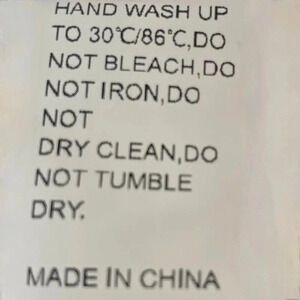 HAND WASH UP
TO 30℃/86℃,DO
NOT BLEACH,DO
NOT IRON,DO
NOT
DRY CLEAN,DO
NOT TUMBLE
DRY.
MADE IN CHINA